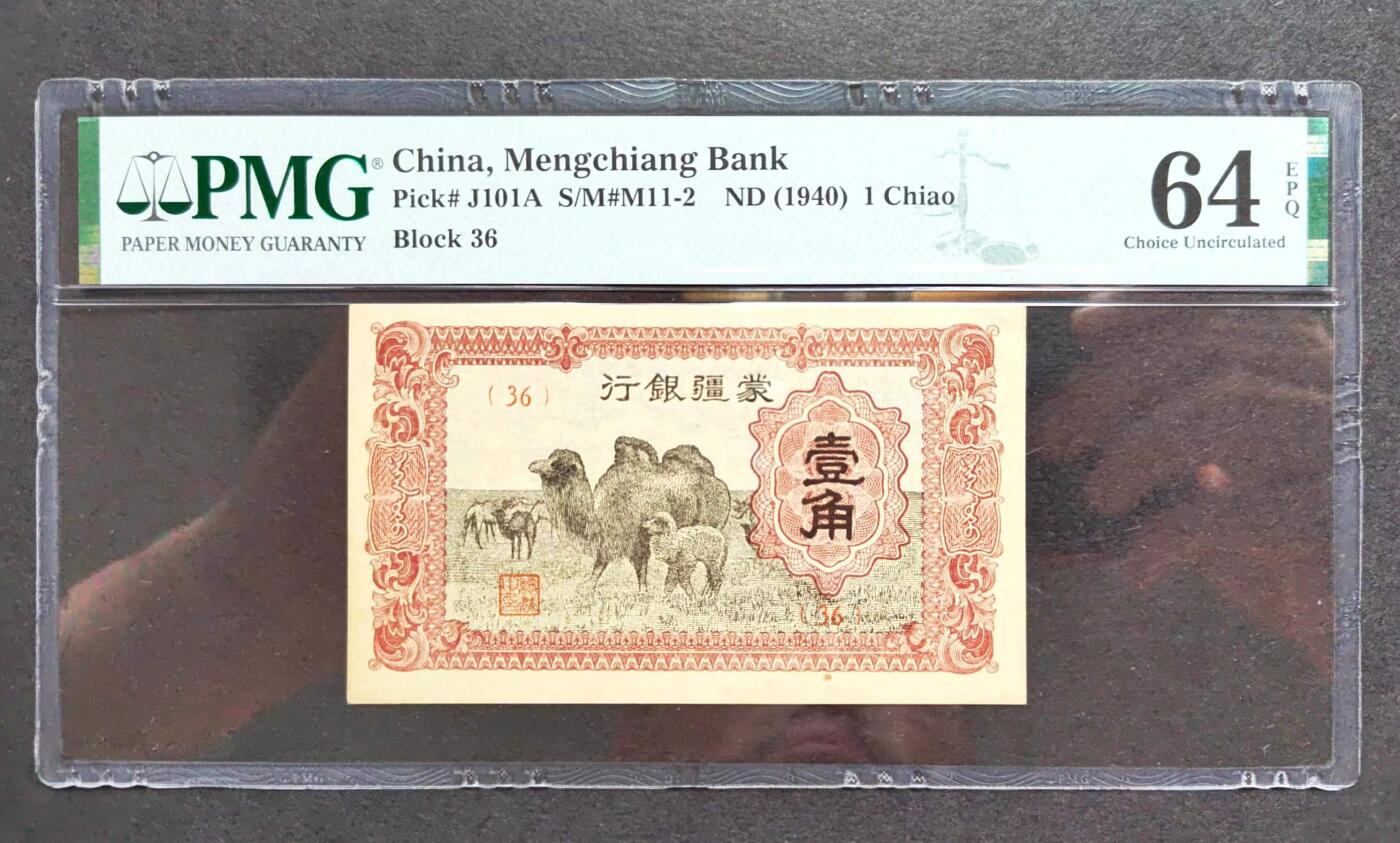 PMG®
PAPER MONEY GUARANTY
China, Mengchiang Bank
Pick# J101A S/M#M11-2 ND (1940) 1 Chiao
Block 36
64
EPQ
Choice Uncirculated
行銀疆蒙
(36)
壹角
(36